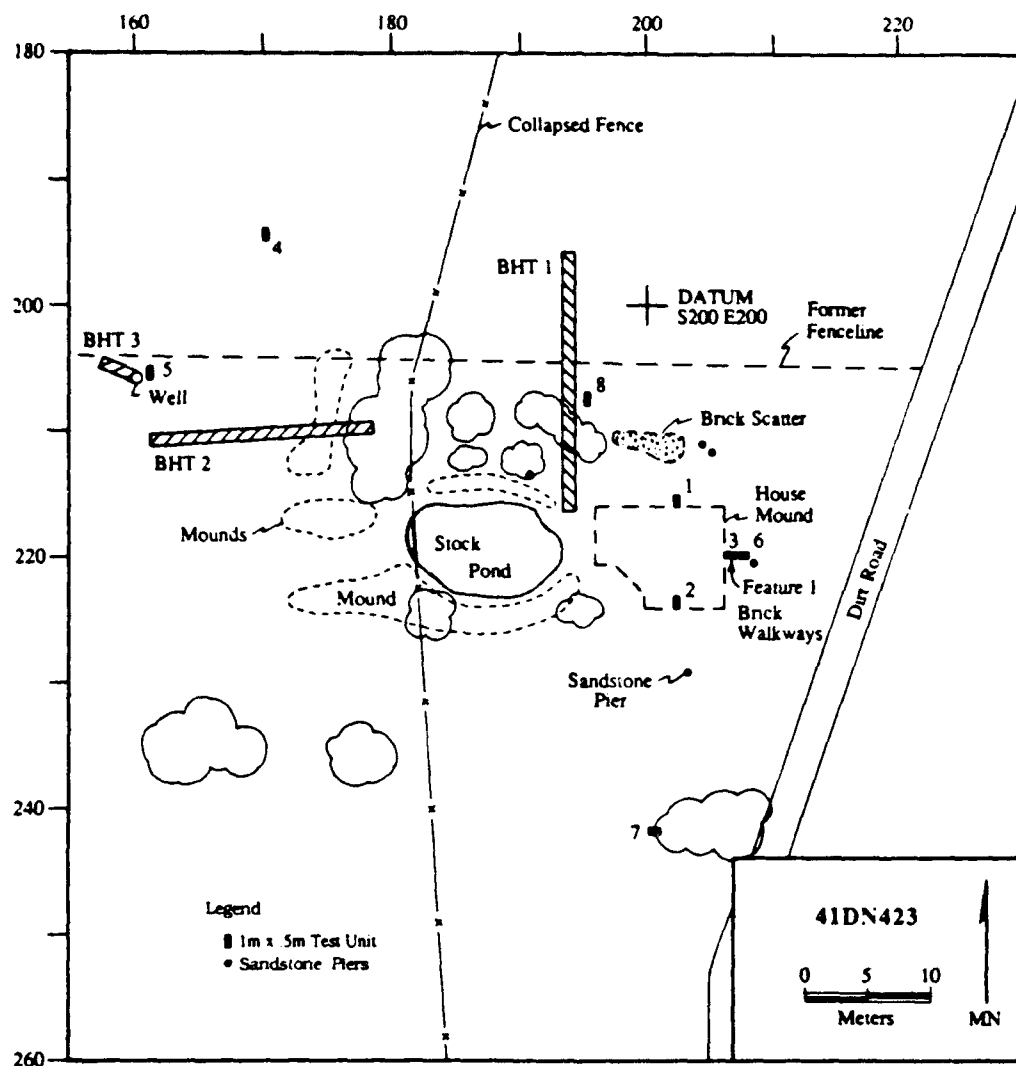 160
180
200
220
180
200
220
240
260
Collapsed Fence
4
BHT 1
DATUM
S200 E200
Former
Fenceline
BHT 3
5
Well
8
Brick Scatter
BHT 2
1
House
Mound
Mounds
Stock
Pond
3
6
Feature 1
Mound
2
Brick
Walkways
Dirt Road
Sandstone
Pier
7
Legend
1m x .5m Test Unit
Sandstone Piers
41DN423
0
5
10
Meters
MN